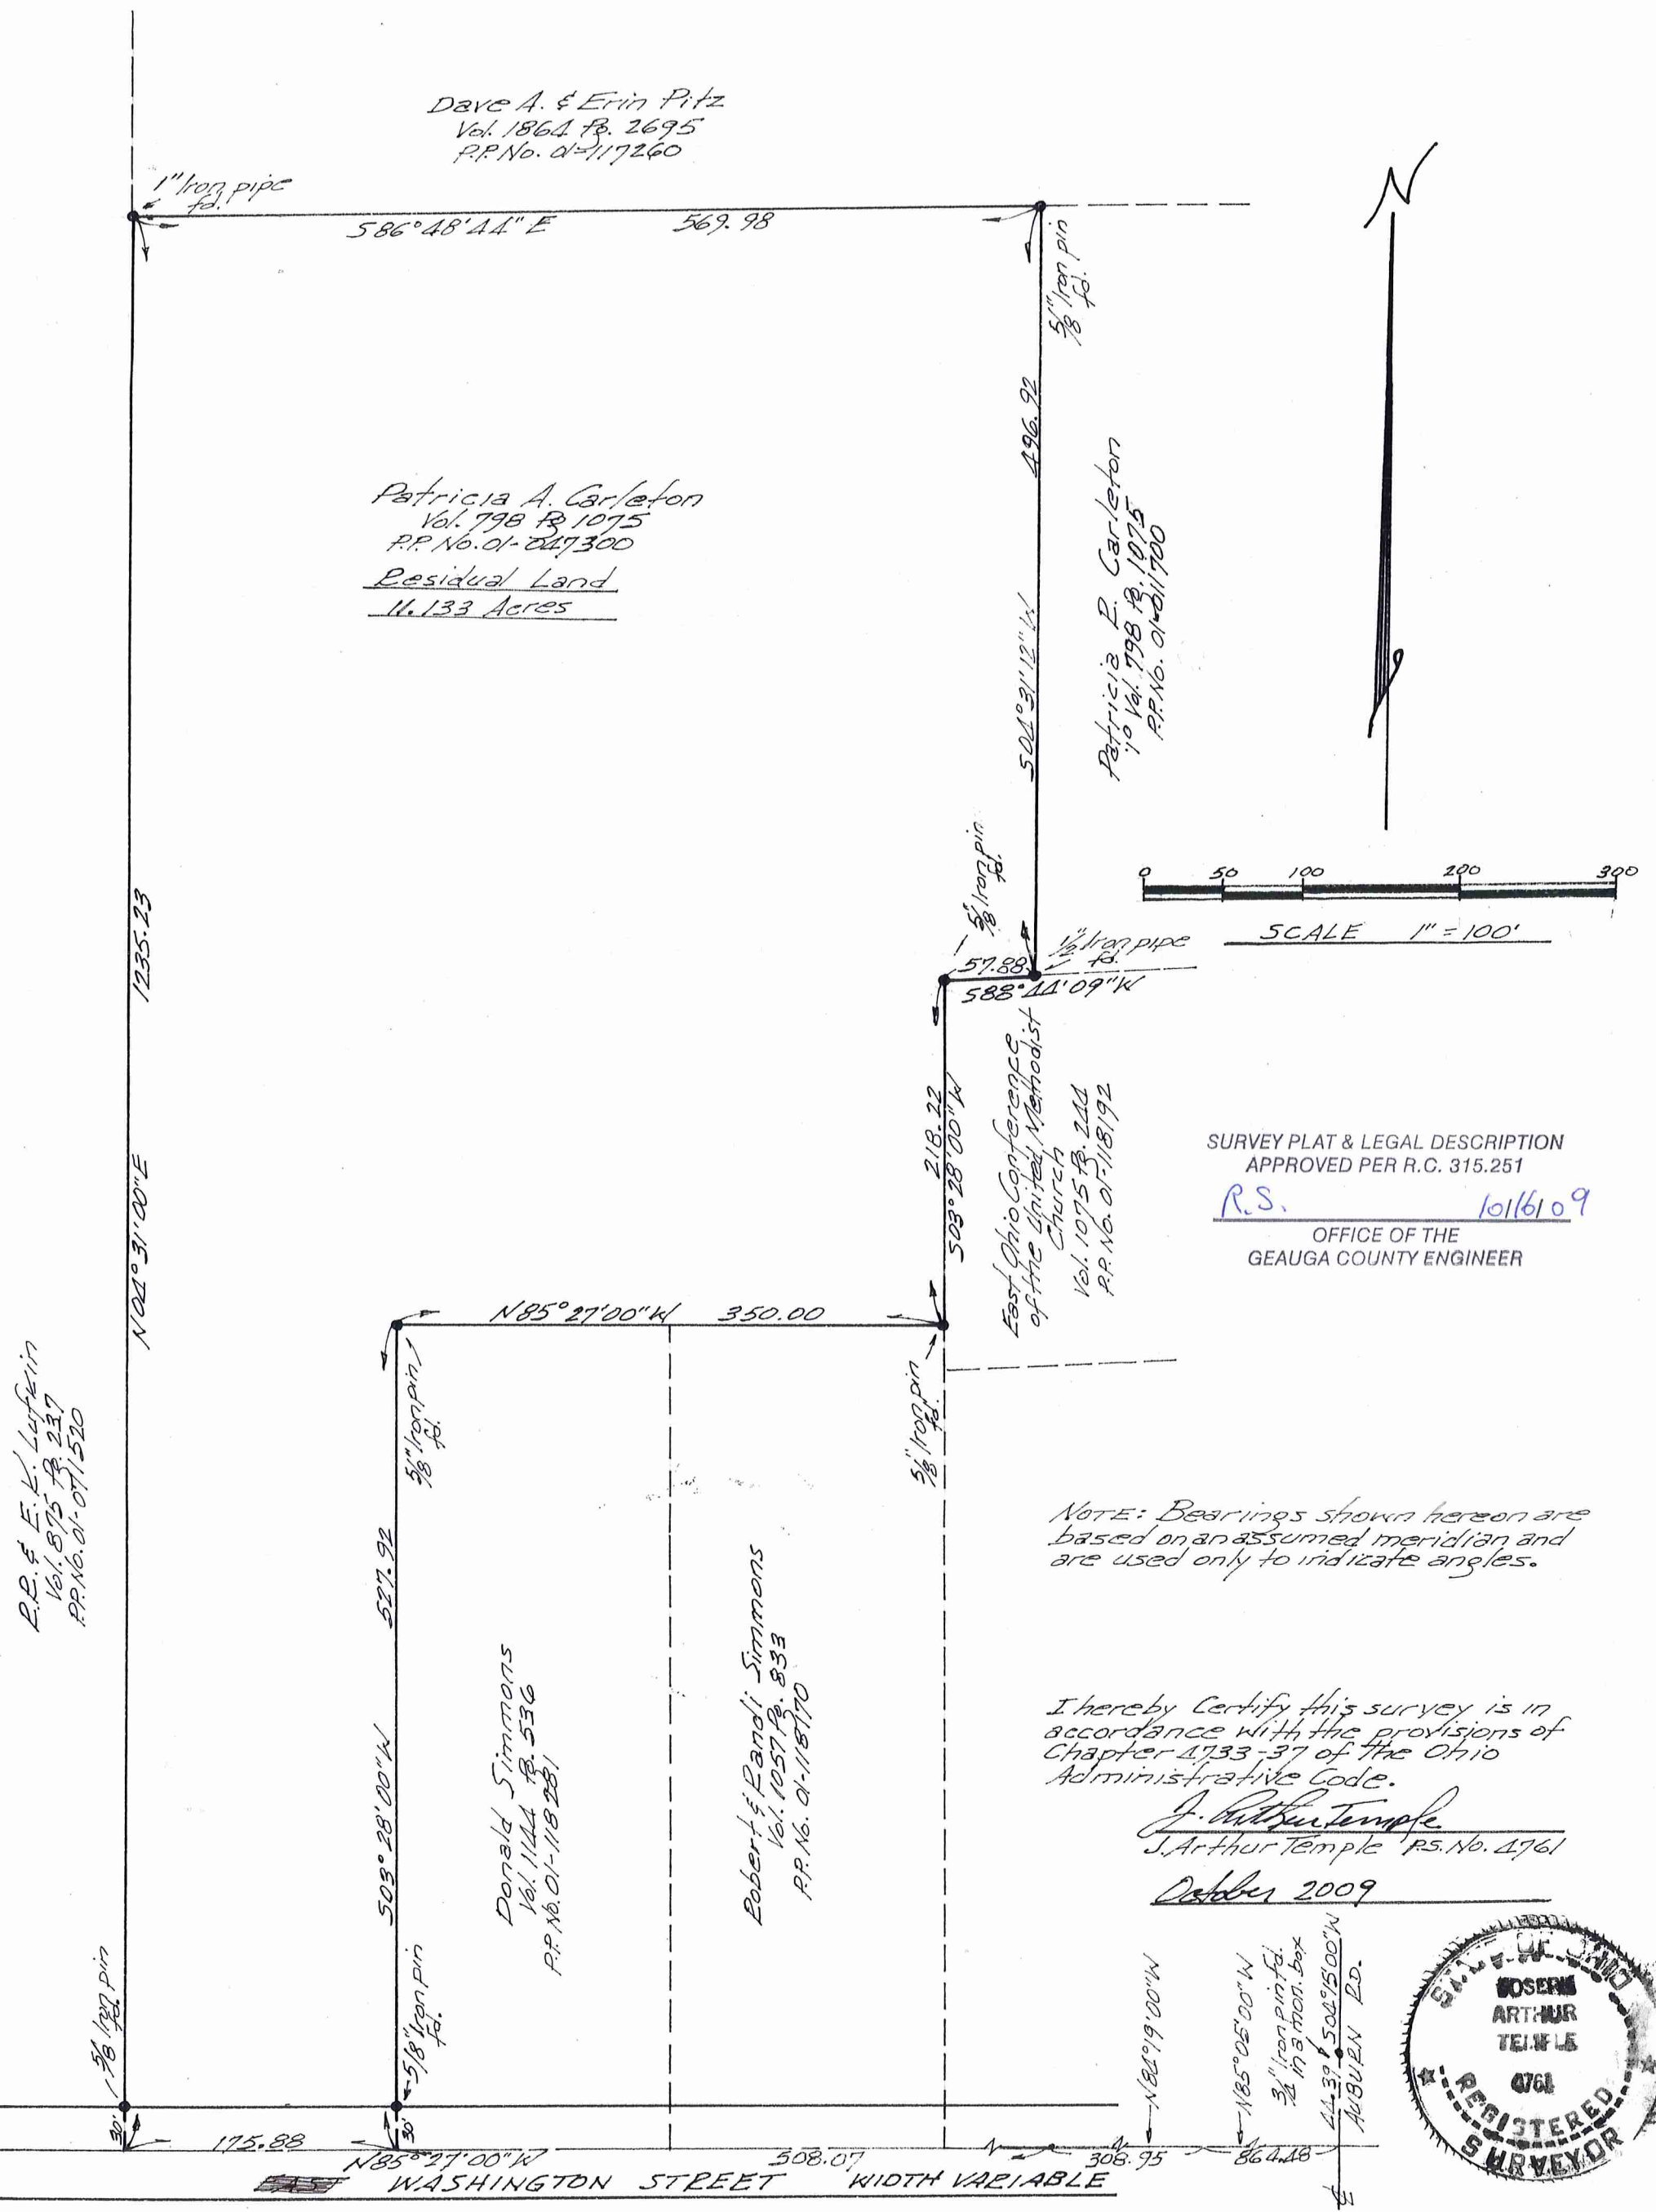 Dave A. & Erin Pitz
Vol. 1864 Pg. 2695
P.P. No. 01-117260
1" Iron pipe
fd.
S86°48'44" E 569.98
5/8" Iron pin
fd.
N
496.92
S04°31'12" W
Patricia A. Carleton
Vol. 798 Pg 1075
P.P. No. 01-047300
Residual Land
11.133 Acres
Patricia R. Carleton
Vol. 798 Pg. 1075
P.P. No. 01-011700
0 50 100 200 300
SCALE 1" = 100'
5/8" Iron pin
fd.
1/2" Iron pipe
fd.
57.88
S88°44'09" W
1235.23
N04°31'00" E
218.22
S03°28'00" W
East Ohio Conference
of the United Methodist
Church
Vol. 1075 Pg. 244
P.P. No. 01-118192
SURVEY PLAT & LEGAL DESCRIPTION
APPROVED PER R.C. 315.251
R.S. 10/16/09
OFFICE OF THE
GEAUGA COUNTY ENGINEER
N85°27'00" W 350.00
5/8" Iron pin
fd.
5/8" Iron pin
fd.
R.R. & E.K. Lufkin
Vol. 875 Pg. 237
P.P. No. 01-071520
527.92
S03°28'00" W
Donald Simmons
Vol. 1144 Pg. 536
P.P. No. 01-118281
Robert & Randi Simmons
Vol. 1057 Pg. 833
P.P. No. 01-118170
NOTE: Bearings shown hereon are
based on an assumed meridian and
are used only to indicate angles.
I hereby Certify this survey is in
accordance with the provisions of
Chapter 4733-37 of the Ohio
Administrative Code.
J. Arthur Temple
J. Arthur Temple P.S. No. 4761
October 2009
5/8" Iron pin
fd.
5/8" Iron pin
fd.
N84°19'00" W
N85°05'00" W
3/4" Iron pin fd.
in a mon. box
44.39' S04°15'00" W
AUBURN RD.
STATE OF OHIO
JOSEPH
ARTHUR
TEMPLE
4761
REGISTERED
SURVEYOR
30'
30'
175.88
N85°27'00" W
508.07
308.95
864.48
EAST WASHINGTON STREET WIDTH VARIABLE